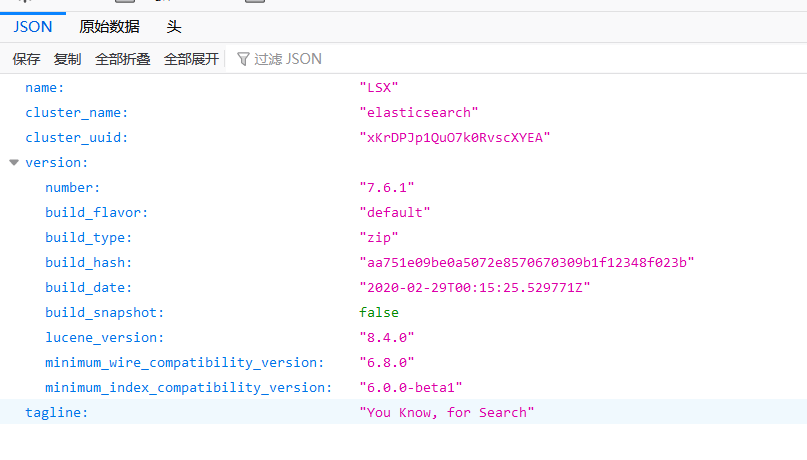 JSON 原始数据 头
保存 复制 全部折叠 全部展开 过滤 JSON
name: "LSX"
cluster_name: "elasticsearch"
cluster_uuid: "xKrDPJp1QuO7k0RvscXYEA"
version:
number: "7.6.1"
build_flavor: "default"
build_type: "zip"
build_hash: "aa751e09be0a5072e8570670309b1f12348f023b"
build_date: "2020-02-29T00:15:25.529771Z"
build_snapshot: false
lucene_version: "8.4.0"
minimum_wire_compatibility_version: "6.8.0"
minimum_index_compatibility_version: "6.0.0-beta1"
tagline: "You Know, for Search"